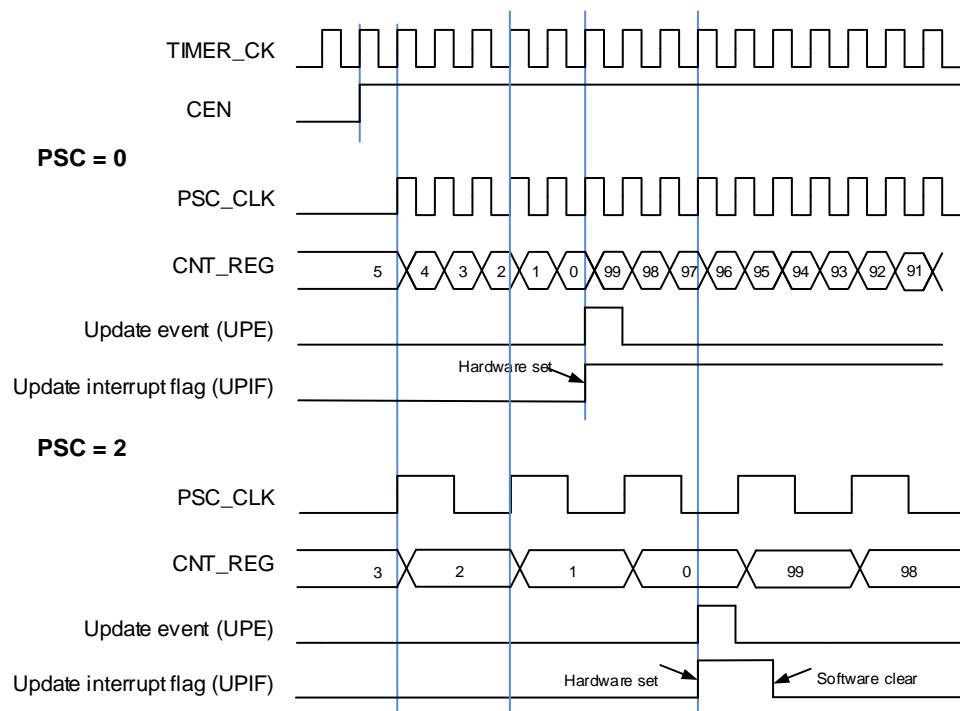 TIMER_CK
CEN
PSC = 0
PSC_CLK
CNT_REG 5 4 3 2 1 0 99 98 97 96 95 94 93 92 91
Update event (UPE)
Hardware set
Update interrupt flag (UPIF)
PSC = 2
PSC_CLK
CNT_REG 3 2 1 0 99 98
Update event (UPE)
Update interrupt flag (UPIF) Hardware set Software clear